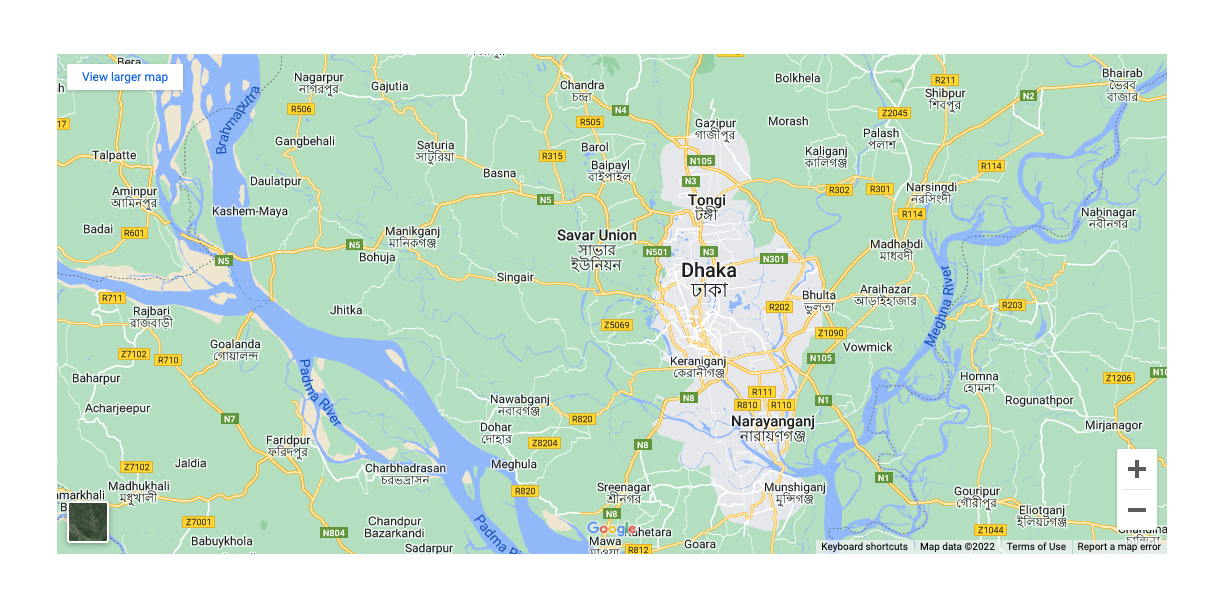 Bera
View larger map
Brahmaputra
Nagarpur
নাগরপুর
R506
Gajutia
Chandra
চন্দ্রা
N4
R505
Bolkhela
R211
Shibpur
শিবপুর
N2
Bhairab
ভৈরব
বাজার
Z2045
Morash
Gazipur
গাজীপুর
Palash
পলাশ
17
Gangbehali
Talpatte
Saturia
সাটুরিয়া
Barol
R315
Baipayl
বাইপাইল
N105
Kaliganj
কালিগঞ্জ
R114
Basna
N3
Daulatpur
Aminpur
আমিনপুর
R302
R301
Narsingdi
নরসিংদী
N5
Tongi
টঙ্গী
R114
Nabinagar
নবীনগর
Kashem-Maya
Badai
R601
Manikganj
মানিকগঞ্জ
N5
Bohuja
Savar Union
সাভার
ইউনিয়ন
N501
N3
N301
Madhabdi
মাধবদী
N5
Dhaka
ঢাকা
Singair
Araihazar
আড়াইহাজার
Bhulta
ভুলতা
R202
R203
Meghna River
R711
Rajbari
রাজবাড়ী
Jhitka
Z5069
Z1090
Vowmick
N105
Goalanda
গোয়ালন্দ
Z7102
R710
Keraniganj
কেরানীগঞ্জ
Baharpur
Padma River
Homna
হোমনা
Z1206
N10
R111
N8
R810
R110
N1
Rogunathpor
Nawabganj
নবাবগঞ্জ
Acharjeepur
N7
R820
Narayanganj
নারায়ণগঞ্জ
Mirjanagor
Dohar
দোহার
Z8204
N8
Faridpur
ফরিদপুর
Jaldia
Z7102
Charbhadrasan
চরভদ্রাসন
Meghula
N1
Madhukhali
মধুখালী
markhali
R820
Sreenagar
শ্রীনগর
Munshiganj
মুন্সিগঞ্জ
Gouripur
গৌরীপুর
N8
Eliotganj
ইলিয়টগঞ্জ
Z7001
Chandpur
Bazarkandi
Padma
Google
Z1044
N804
Babuykhola
Sadarpur
Mawa
মাওয়া
R812
Goara
Keyboard shortcuts
Map data ©2022
Terms of Use
Report a map error